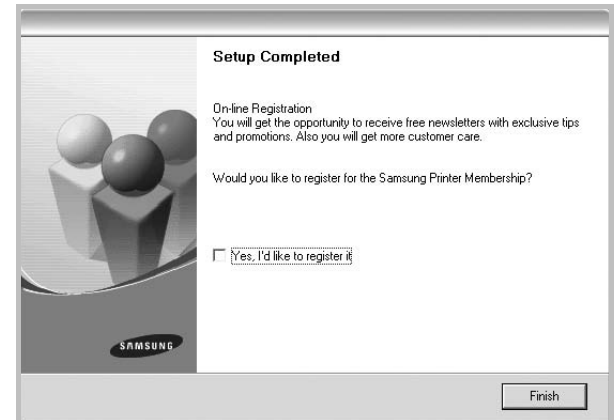 Setup Completed
On-line Registration
You will get the opportunity to receive free newsletters with exclusive tips
and promotions. Also you will get more customer care.
Would you like to register for the Samsung Printer Membership?
Yes, I'd like to register it
SAMSUNG
Finish